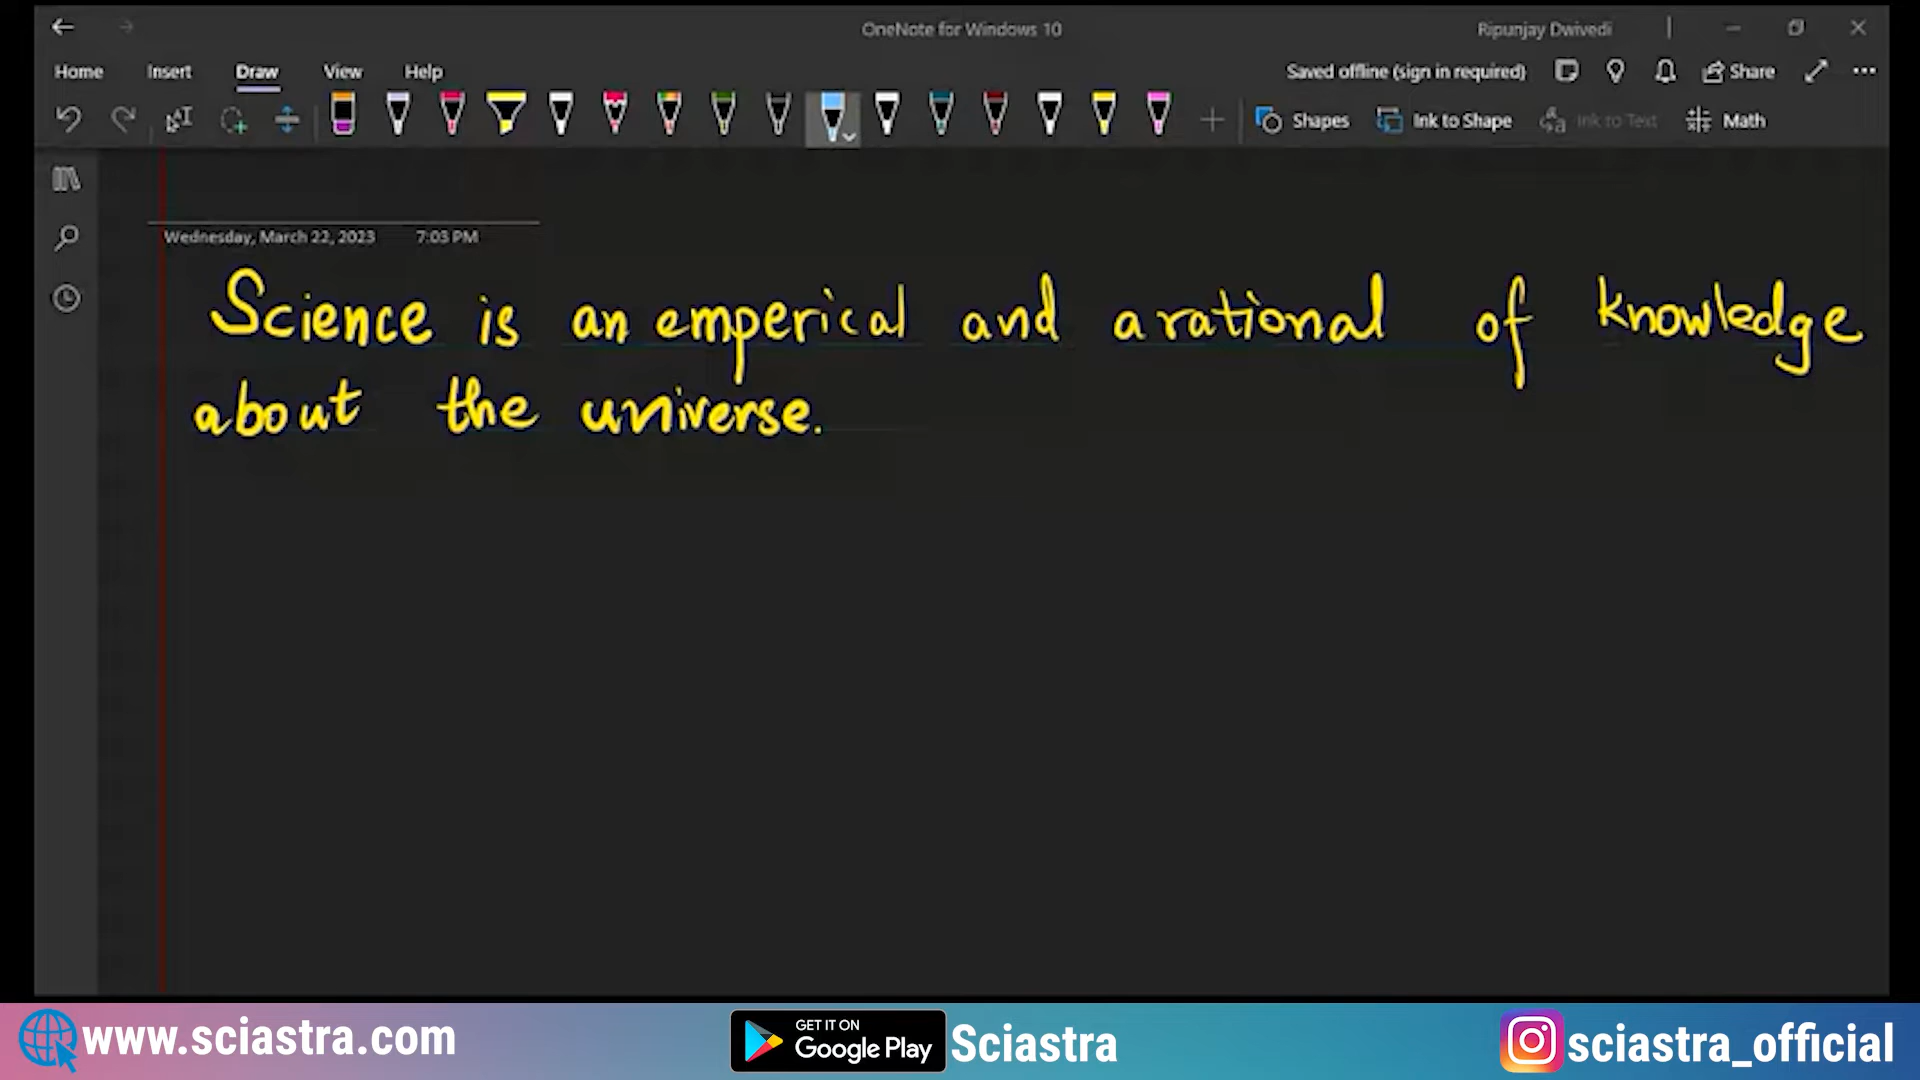 OneNote for Windows 10
Ripunjay Dwivedi
Home Insert Draw View Help
Saved offline (sign in required) Share
Shapes Ink to Shape Ink to Text Math
Wednesday, March 22, 2023 7:03 PM
Science is an emperical and a rational of knowledge
about the universe.
www.sciastra.com
GET IT ON
Google Play
Sciastra
sciastra_official